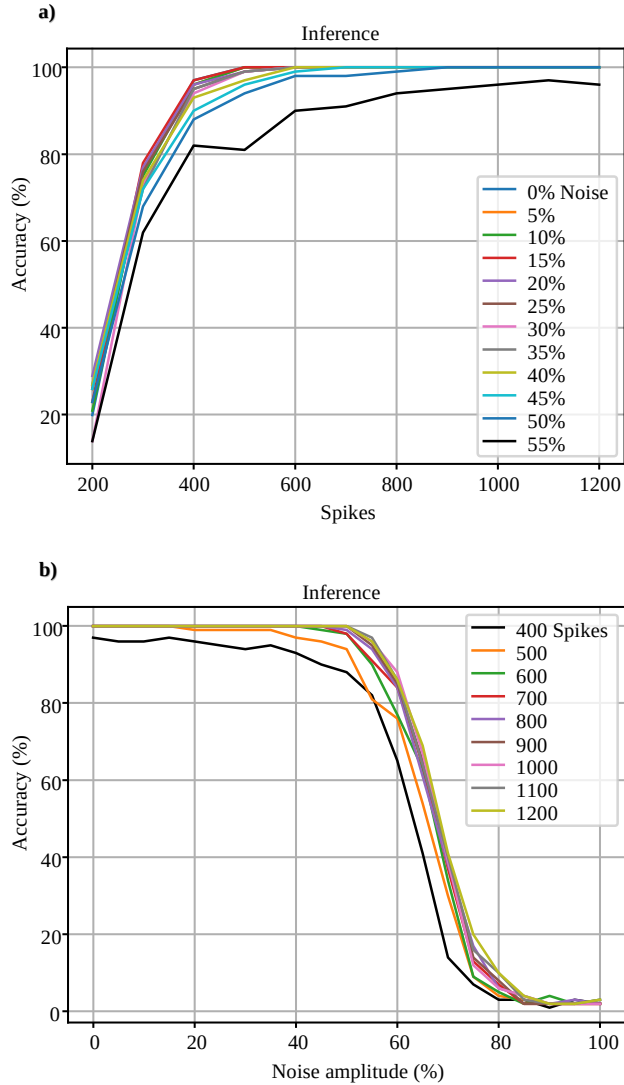 a)
Inference
100
80
60
40
20
Accuracy (%)
0% Noise
5%
10%
15%
20%
25%
30%
35%
40%
45%
50%
55%
200 400 600 800 1000 1200
Spikes
b)
Inference
100
80
60
40
20
0
Accuracy (%)
400 Spikes
500
600
700
800
900
1000
1100
1200
0 20 40 60 80 100
Noise amplitude (%)